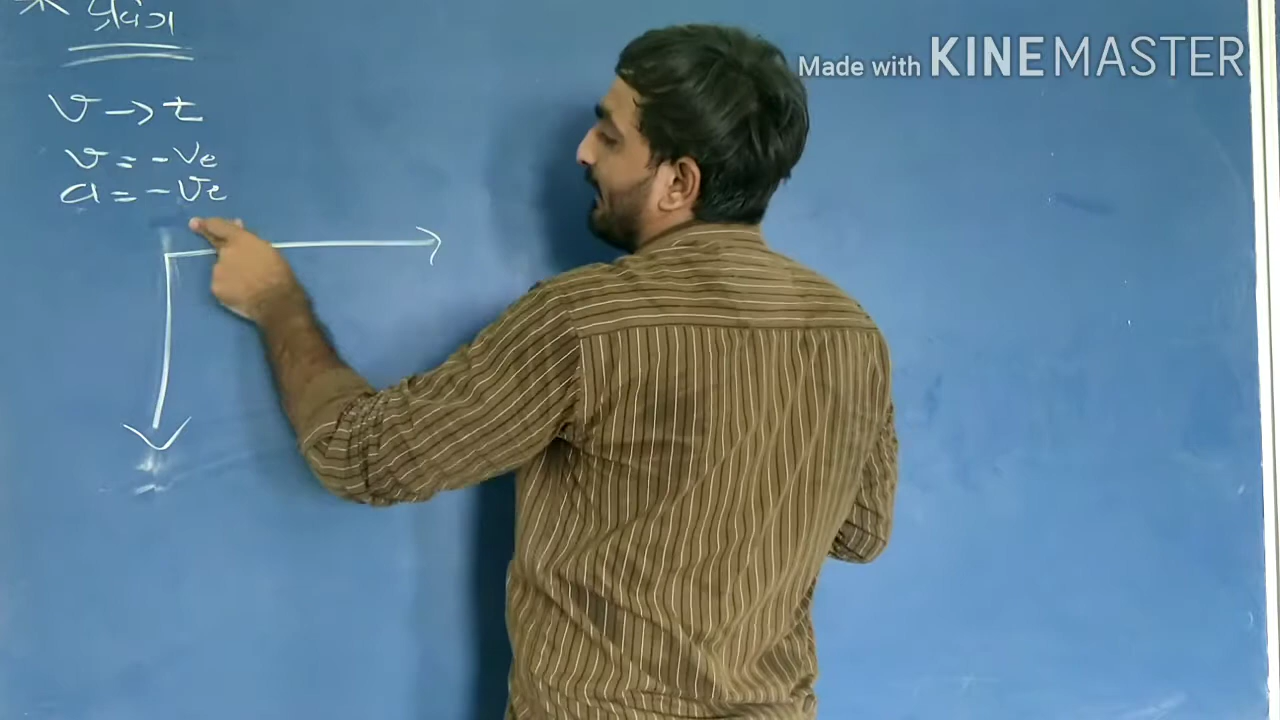 Made with KINEMASTER
v → t
v = -ve
a = -ve